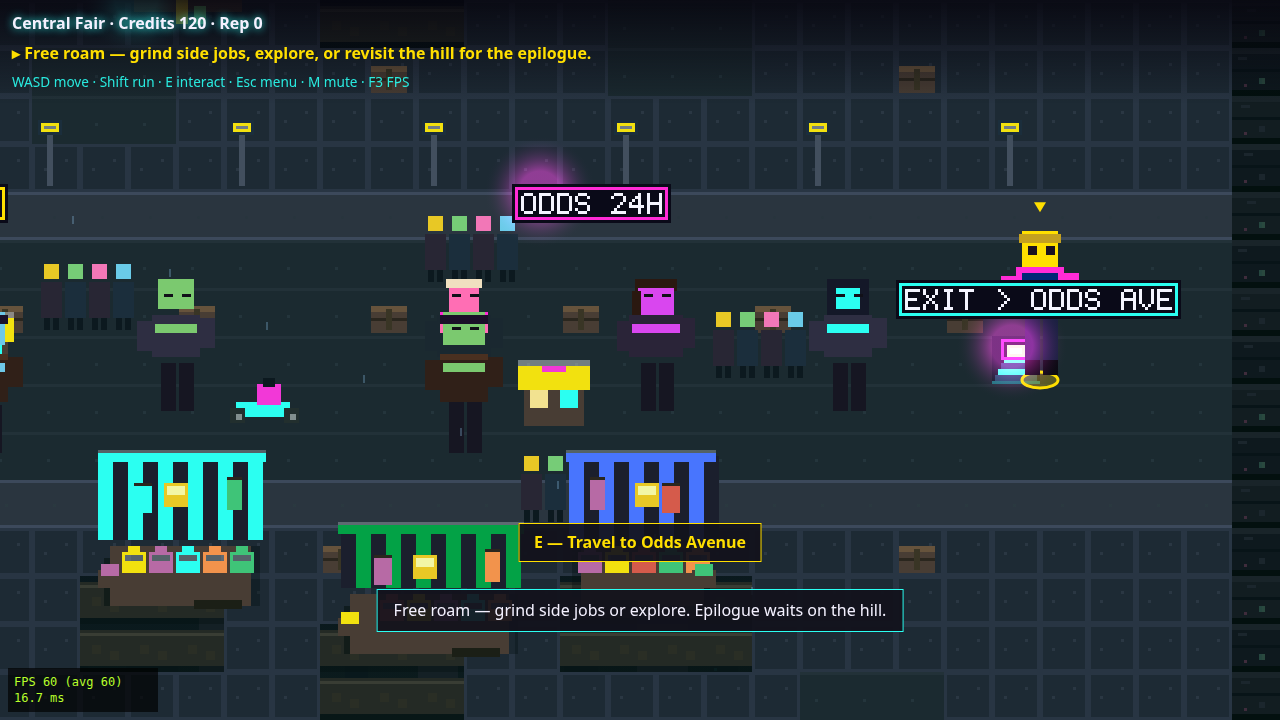 Central Fair · Credits 120 · Rep 0
▸ Free roam — grind side jobs, explore, or revisit the hill for the epilogue.
WASD move · Shift run · E interact · Esc menu · M mute · F3 FPS
ODDS 24H
EXIT > ODDS AVE
E — Travel to Odds Avenue
Free roam — grind side jobs or explore. Epilogue waits on the hill.
FPS 60 (avg 60)
16.7 ms